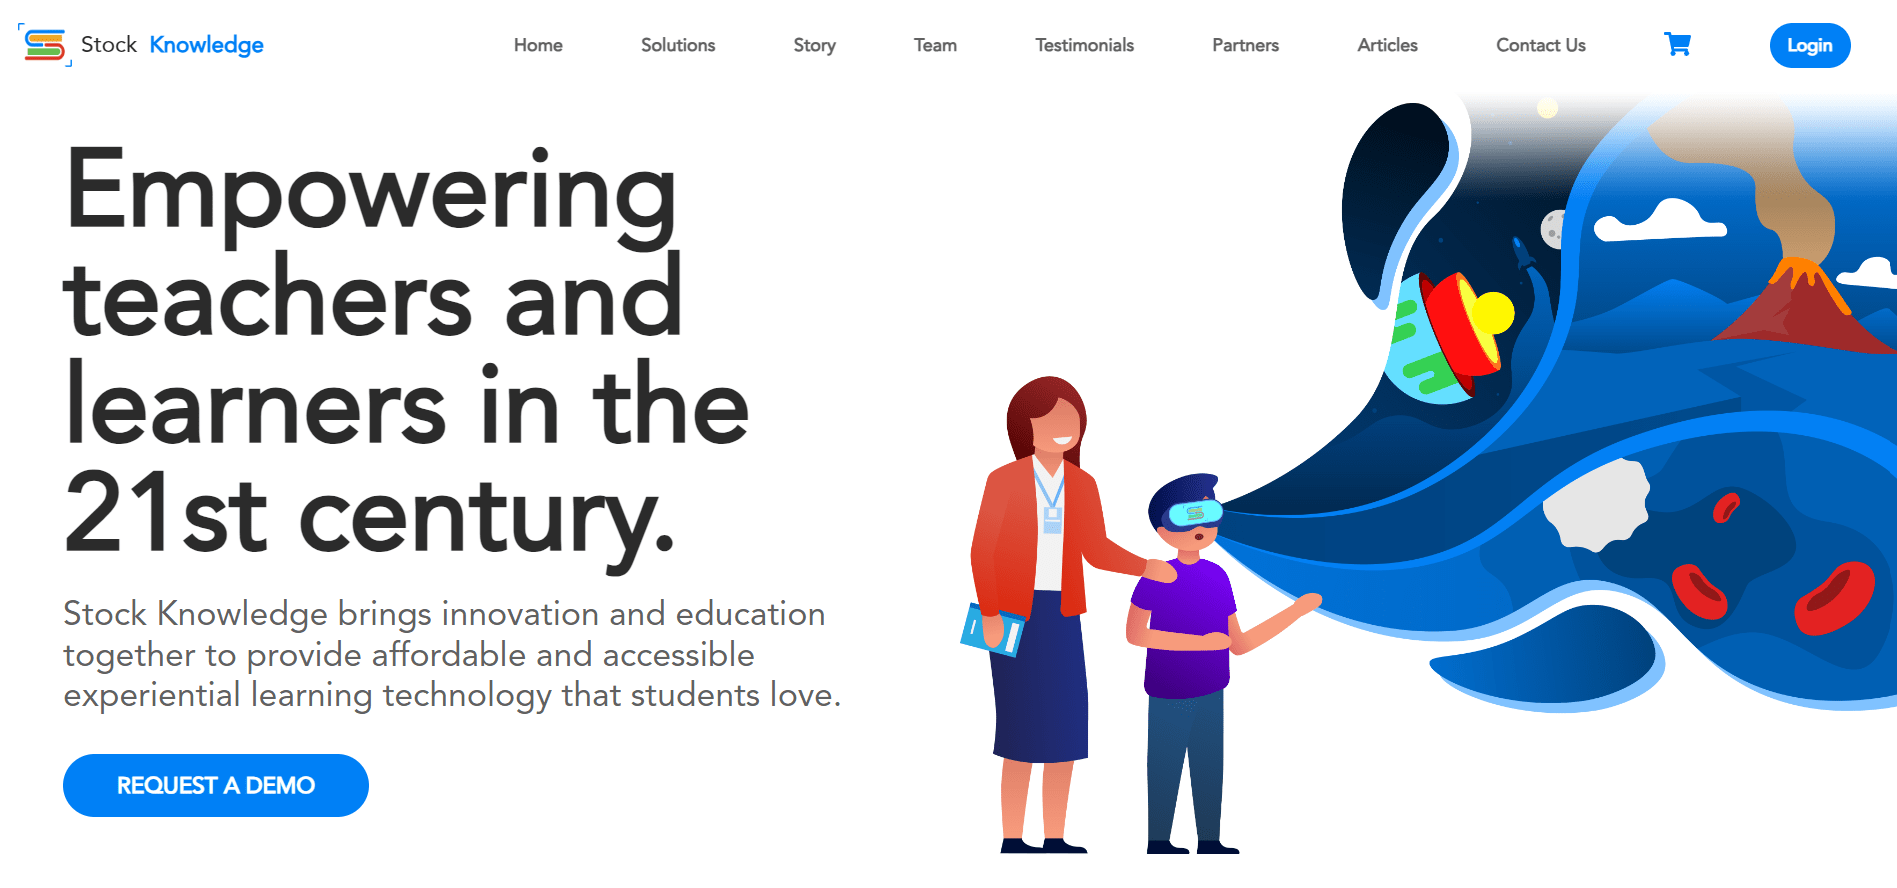 Stock Knowledge
Home
Solutions
Story
Team
Testimonials
Partners
Articles
Contact Us
Login
Empowering
teachers and
learners in the
21st century.
Stock Knowledge brings innovation and education
together to provide affordable and accessible
experiential learning technology that students love.
REQUEST A DEMO